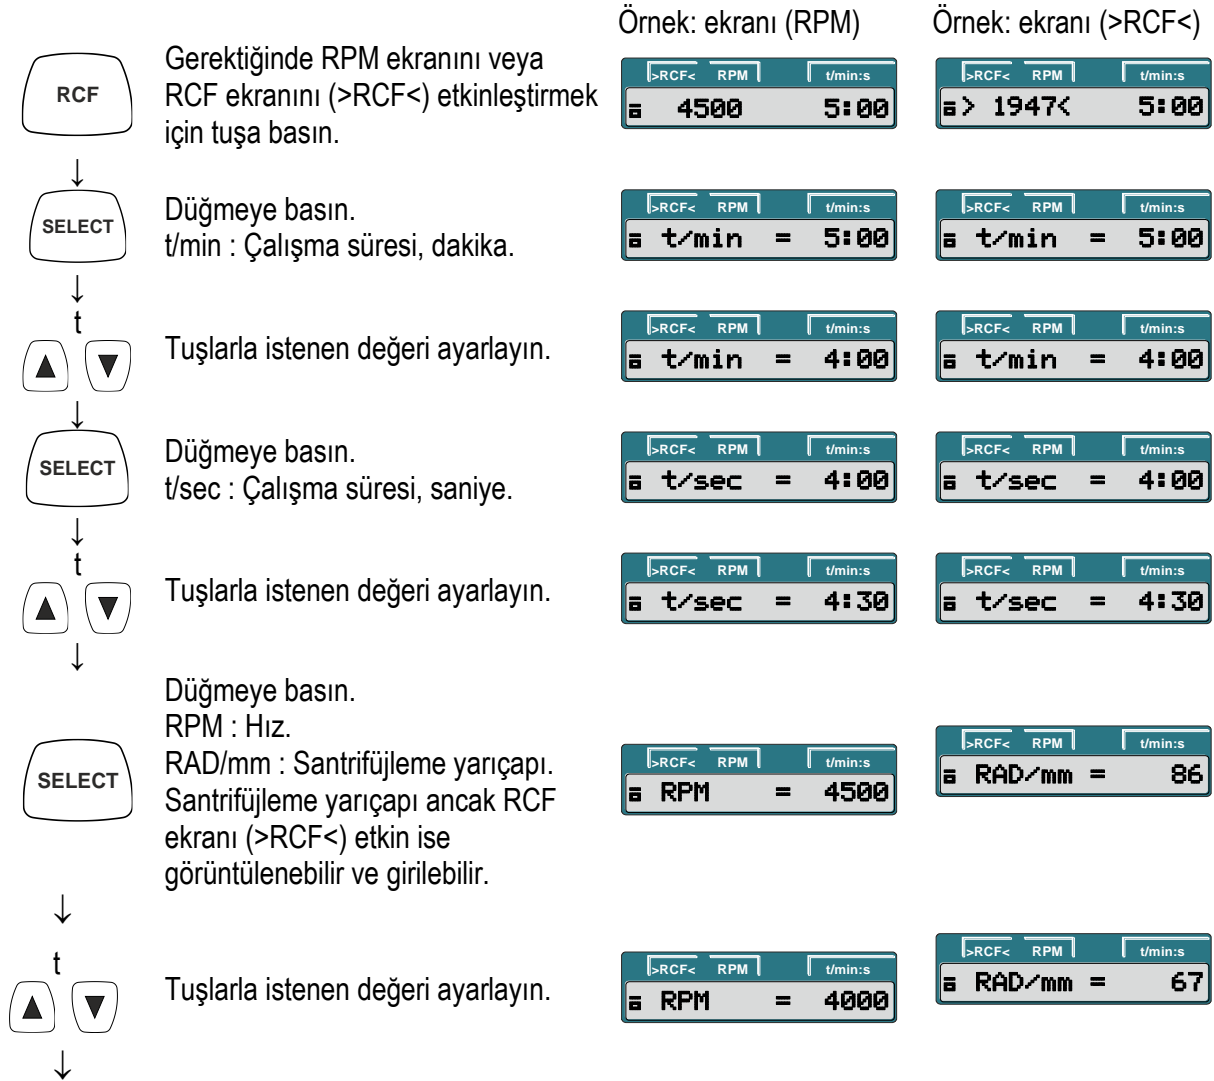 Örnek: ekranı (RPM)
Örnek: ekranı (>RCF<)
RCF
Gerektiğinde RPM ekranını veya
RCF ekranını (>RCF<) etkinleştirmek
için tuşa basın.
>RCF< RPM t/min:s
4500 5:00
>RCF< RPM t/min:s
> 1947< 5:00
↓
SELECT
Düğmeye basın.
t/min : Çalışma süresi, dakika.
>RCF< RPM t/min:s
t/min = 5:00
>RCF< RPM t/min:s
t/min = 5:00
↓
t
▲ ▼
Tuşlarla istenen değeri ayarlayın.
>RCF< RPM t/min:s
t/min = 4:00
>RCF< RPM t/min:s
t/min = 4:00
↓
SELECT
Düğmeye basın.
t/sec : Çalışma süresi, saniye.
>RCF< RPM t/min:s
t/sec = 4:00
>RCF< RPM t/min:s
t/sec = 4:00
↓
t
▲ ▼
Tuşlarla istenen değeri ayarlayın.
>RCF< RPM t/min:s
t/sec = 4:30
>RCF< RPM t/min:s
t/sec = 4:30
↓
SELECT
Düğmeye basın.
RPM : Hız.
RAD/mm : Santrifüjleme yarıçapı.
Santrifüjleme yarıçapı ancak RCF
ekranı (>RCF<) etkin ise
görüntülenebilir ve girilebilir.
>RCF< RPM t/min:s
RPM = 4500
>RCF< RPM t/min:s
RAD/mm = 86
↓
t
▲ ▼
Tuşlarla istenen değeri ayarlayın.
>RCF< RPM t/min:s
RPM = 4000
>RCF< RPM t/min:s
RAD/mm = 67
↓